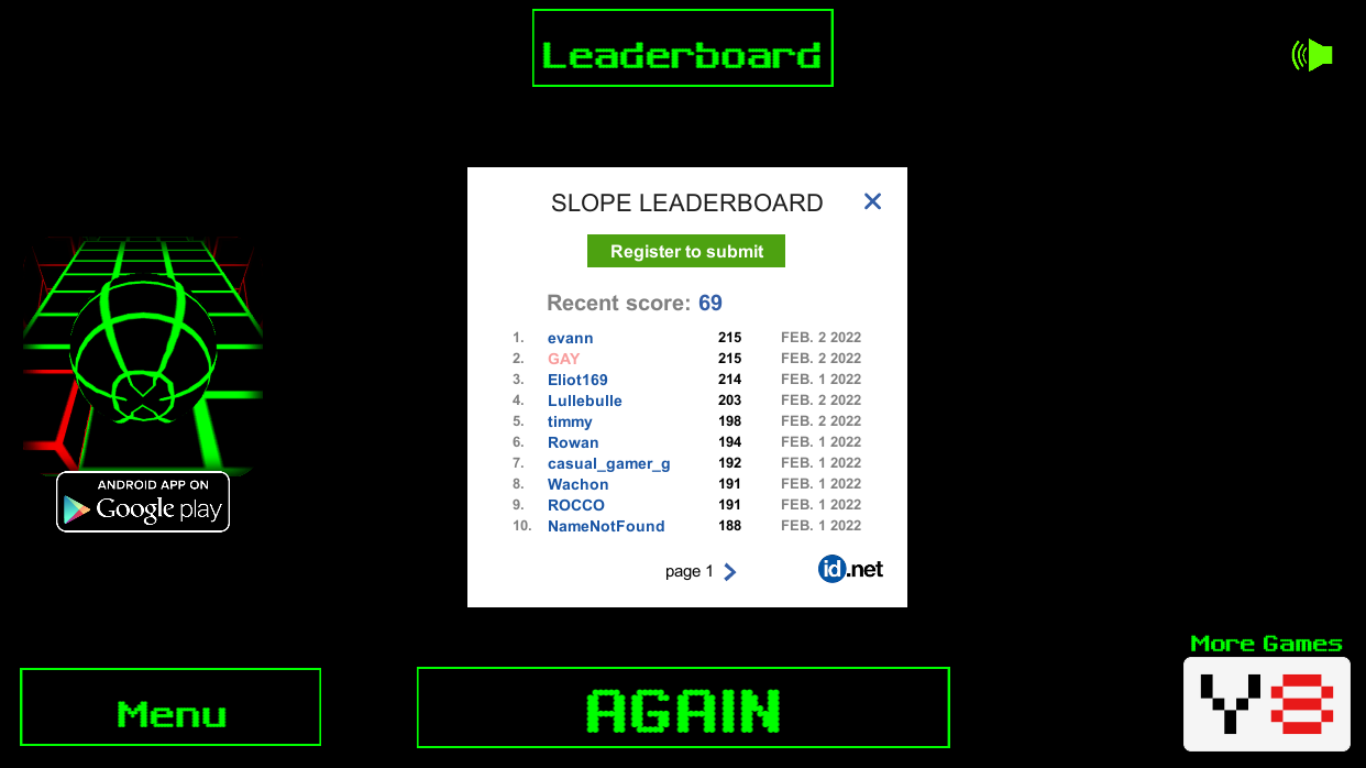 Leaderboard
SLOPE LEADERBOARD
Register to submit
Recent score: 69
1. evann 215 FEB. 2 2022
2. GAY 215 FEB. 2 2022
3. Eliot169 214 FEB. 1 2022
4. Lullebulle 203 FEB. 2 2022
5. timmy 198 FEB. 2 2022
6. Rowan 194 FEB. 1 2022
7. casual_gamer_g 192 FEB. 1 2022
8. Wachon 191 FEB. 1 2022
9. ROCCO 191 FEB. 1 2022
10. NameNotFound 188 FEB. 1 2022
page 1
id.net
ANDROID APP ON
Google play
Menu
AGAIN
More Games
Y8